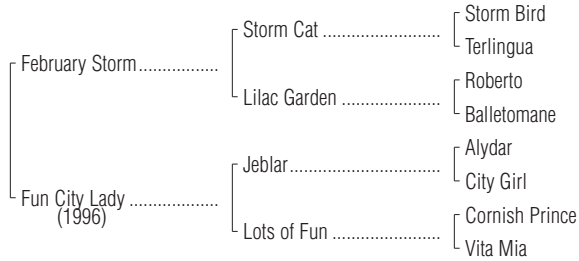 Storm Bird
Storm Cat ........................
Terlingua
February Storm................
Roberto
Lilac Garden ....................
Balletomane
Alydar
Jeblar...............................
City Girl
Fun City Lady ..................
(1996)
Cornish Prince
Lots of Fun ......................
Vita Mia